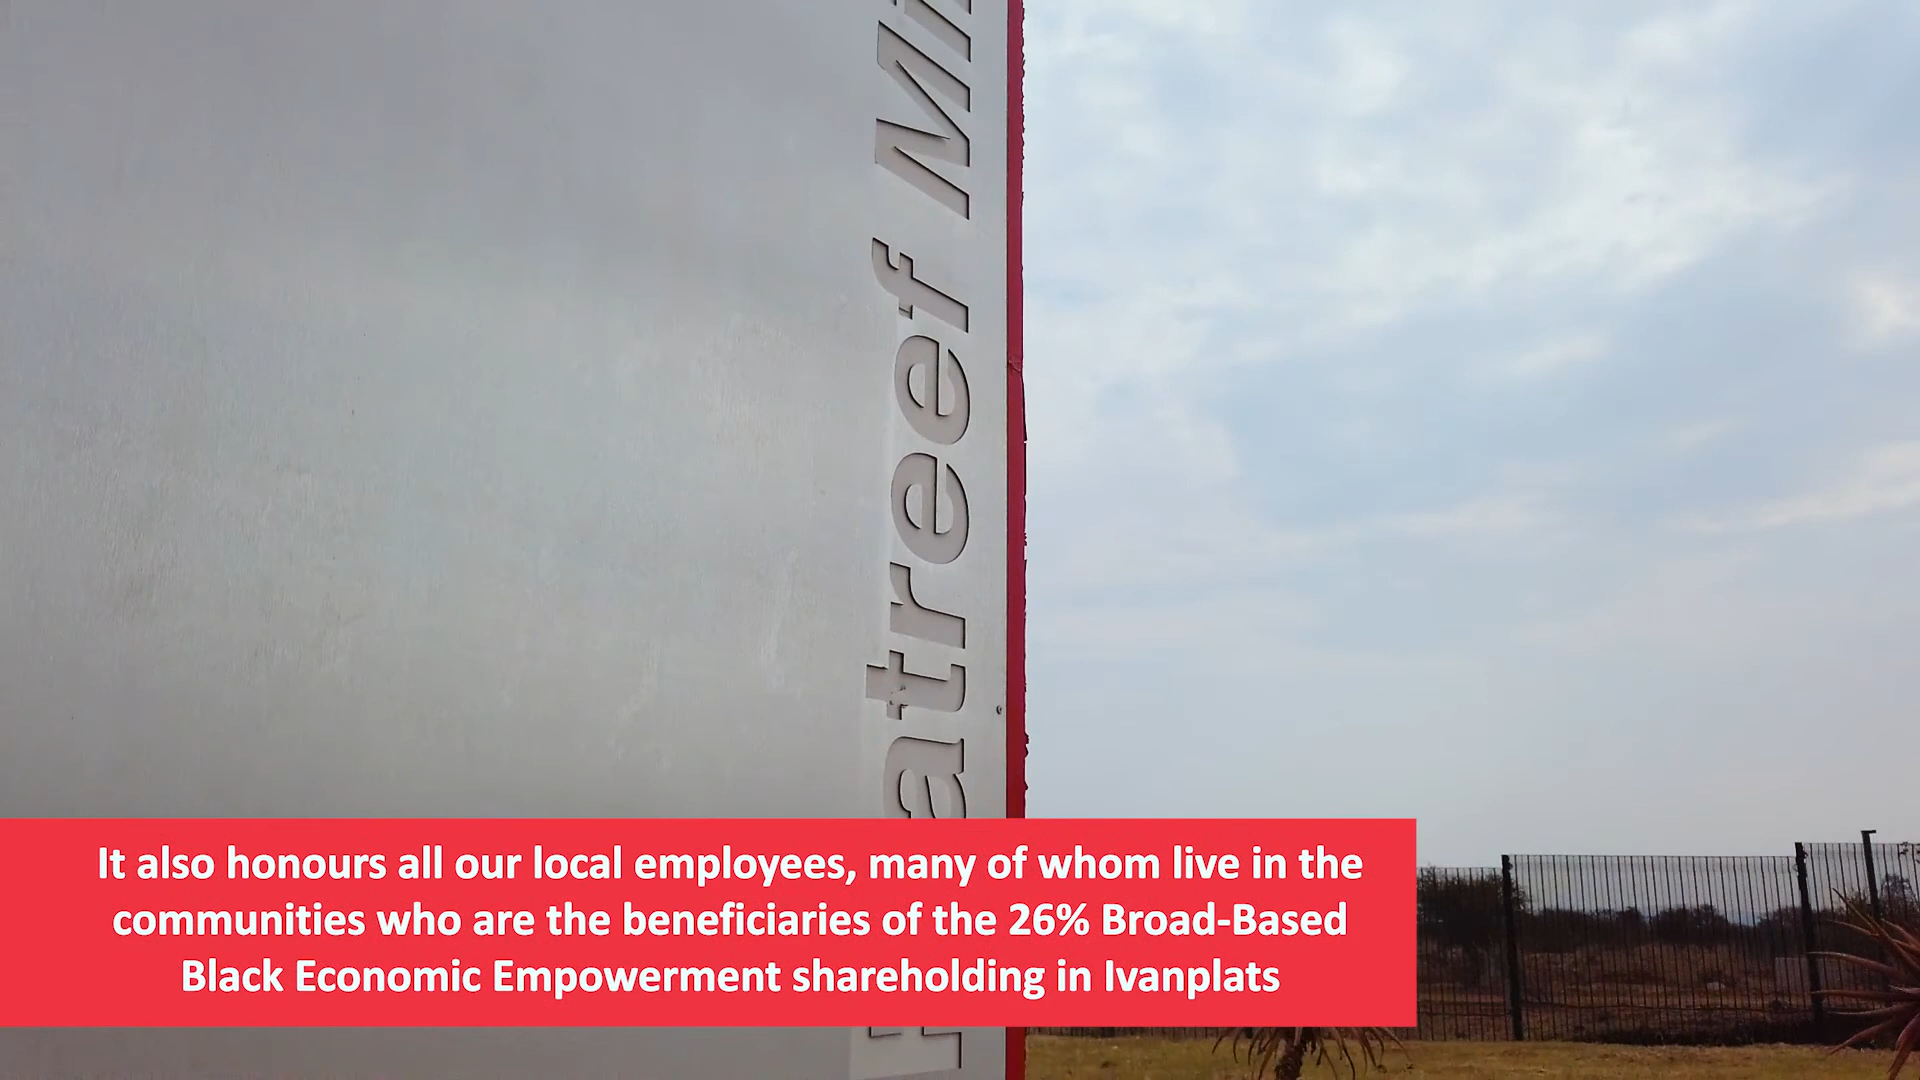 Platreef
It also honours all our local employees, many of whom live in the
communities who are the beneficiaries of the 26% Broad-Based
Black Economic Empowerment shareholding in Ivanplats